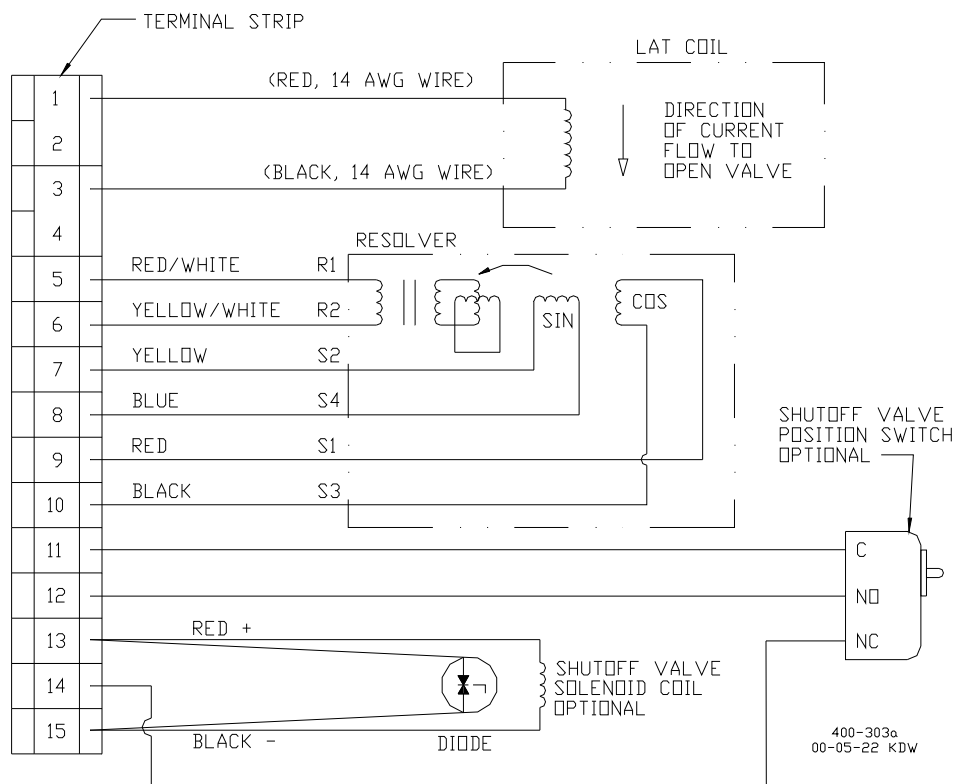 TERMINAL STRIP
LAT COIL
1
(RED, 14 AWG WIRE)
DIRECTION
OF CURRENT
FLOW TO
OPEN VALVE
2
3
(BLACK, 14 AWG WIRE)
4
RESOLVER
5
RED/WHITE
R1
6
YELLOW/WHITE
R2
SIN
COS
7
YELLOW
S2
8
BLUE
S4
9
RED
S1
10
BLACK
S3
SHUTOFF VALVE
POSITION SWITCH
OPTIONAL
11
C
12
NO
13
RED +
NC
14
SHUTOFF VALVE
SOLENOID COIL
OPTIONAL
15
BLACK -
DIODE
400-303a
00-05-22 KDW